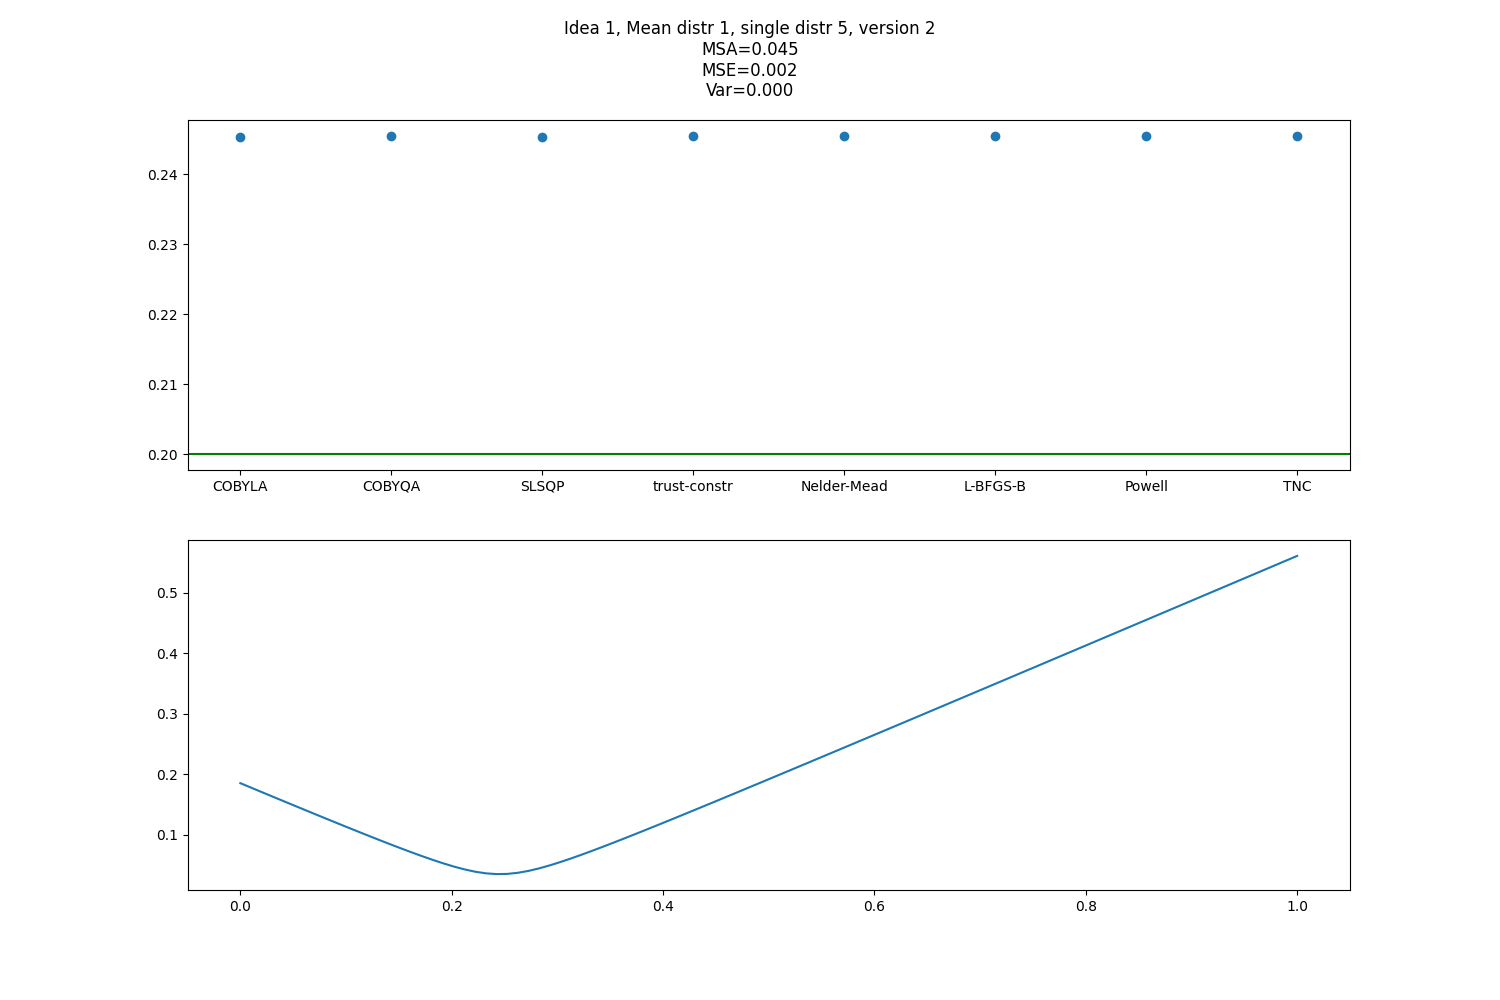 Idea 1, Mean distr 1, single distr 5, version 2
MSA=0.045
MSE=0.002
Var=0.000
0.24
0.23
0.22
0.21
0.20
COBYLA COBYQA SLSQP trust-constr Nelder-Mead L-BFGS-B Powell TNC
0.5
0.4
0.3
0.2
0.1
0.0 0.2 0.4 0.6 0.8 1.0